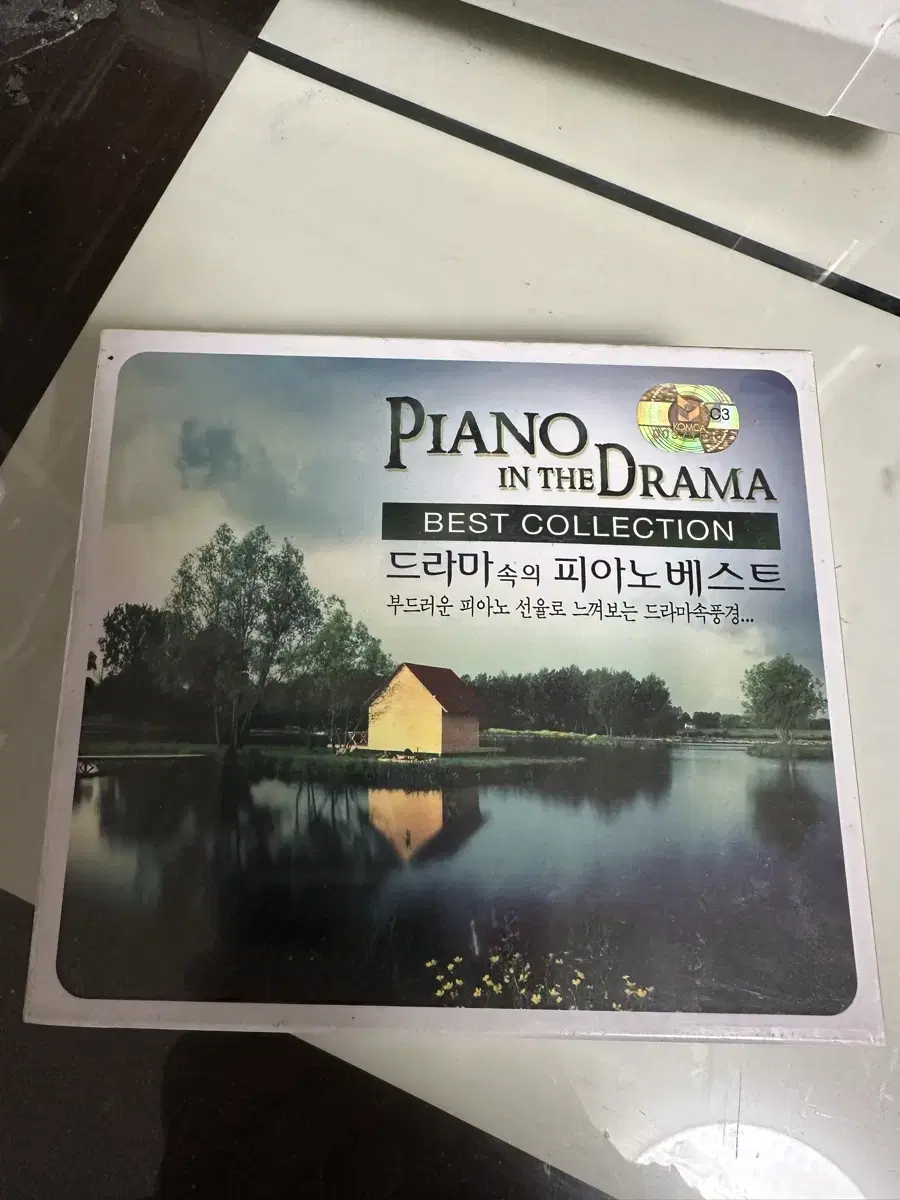 PIANO
IN THE DRAMA
BEST COLLECTION
드라마속의 피아노베스트
부드러운 피아노 선율로 느껴보는 드라마속풍경...
KOMCA
C3